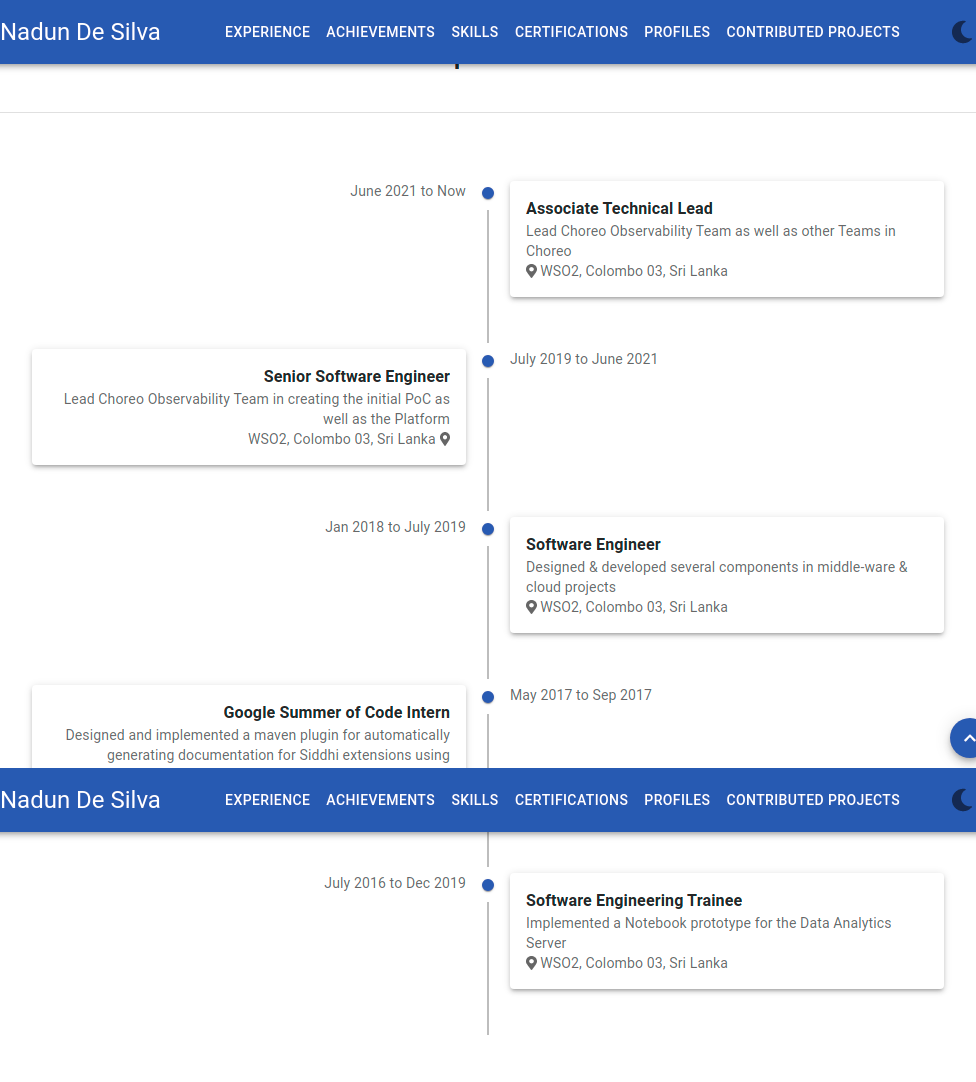 Nadun De Silva EXPERIENCE ACHIEVEMENTS SKILLS CERTIFICATIONS PROFILES CONTRIBUTED PROJECTS
June 2021 to Now
Associate Technical Lead
Lead Choreo Observability Team as well as other Teams in
Choreo
WSO2, Colombo 03, Sri Lanka
July 2019 to June 2021
Senior Software Engineer
Lead Choreo Observability Team in creating the initial PoC as
well as the Platform
WSO2, Colombo 03, Sri Lanka
Jan 2018 to July 2019
Software Engineer
Designed & developed several components in middle-ware &
cloud projects
WSO2, Colombo 03, Sri Lanka
May 2017 to Sep 2017
Google Summer of Code Intern
Designed and implemented a maven plugin for automatically
generating documentation for Siddhi extensions using
Nadun De Silva EXPERIENCE ACHIEVEMENTS SKILLS CERTIFICATIONS PROFILES CONTRIBUTED PROJECTS
July 2016 to Dec 2019
Software Engineering Trainee
Implemented a Notebook prototype for the Data Analytics
Server
WSO2, Colombo 03, Sri Lanka